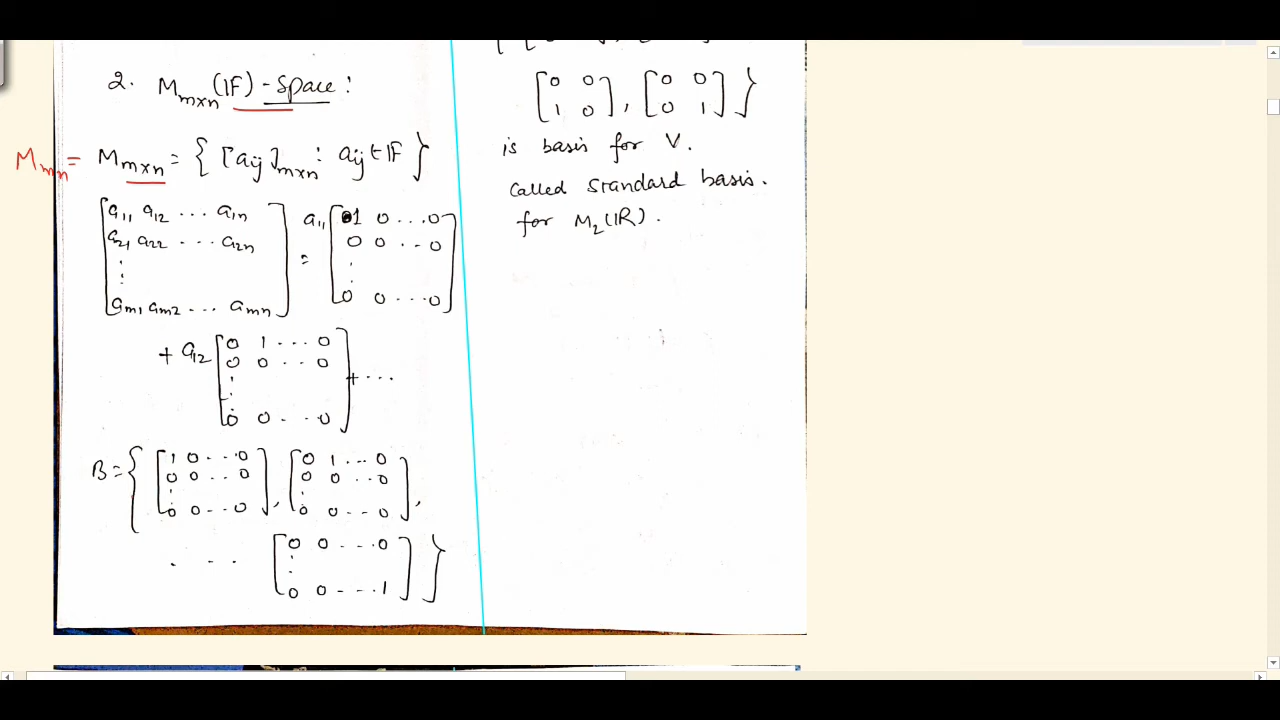 2. Mmxn (IF) - Space :
Mmn = Mmxn = { [aij]mxn : aij ∈ IF }
[ a11 a12 ... a1n
a21 a22 ... a2n
⋮
am1 am2 ... amn ] = a11 [ 1 0 ... 0
0 0 ... 0
⋮
0 0 ... 0 ]
+ a12 [ 0 1 ... 0
0 0 ... 0
⋮
0 0 ... 0 ] + ...
B = { [ 1 0 ... 0
0 0 ... 0
⋮
0 0 ... 0 ], [ 0 1 ... 0
0 0 ... 0
⋮
0 0 ... 0 ],
... [ 0 0 ... 0
⋮
0 0 ... 1 ] }
[ 0 0
1 0 ], [ 0 0
0 1 ] }
is basis for V.
Called standard basis.
for M2(IR).